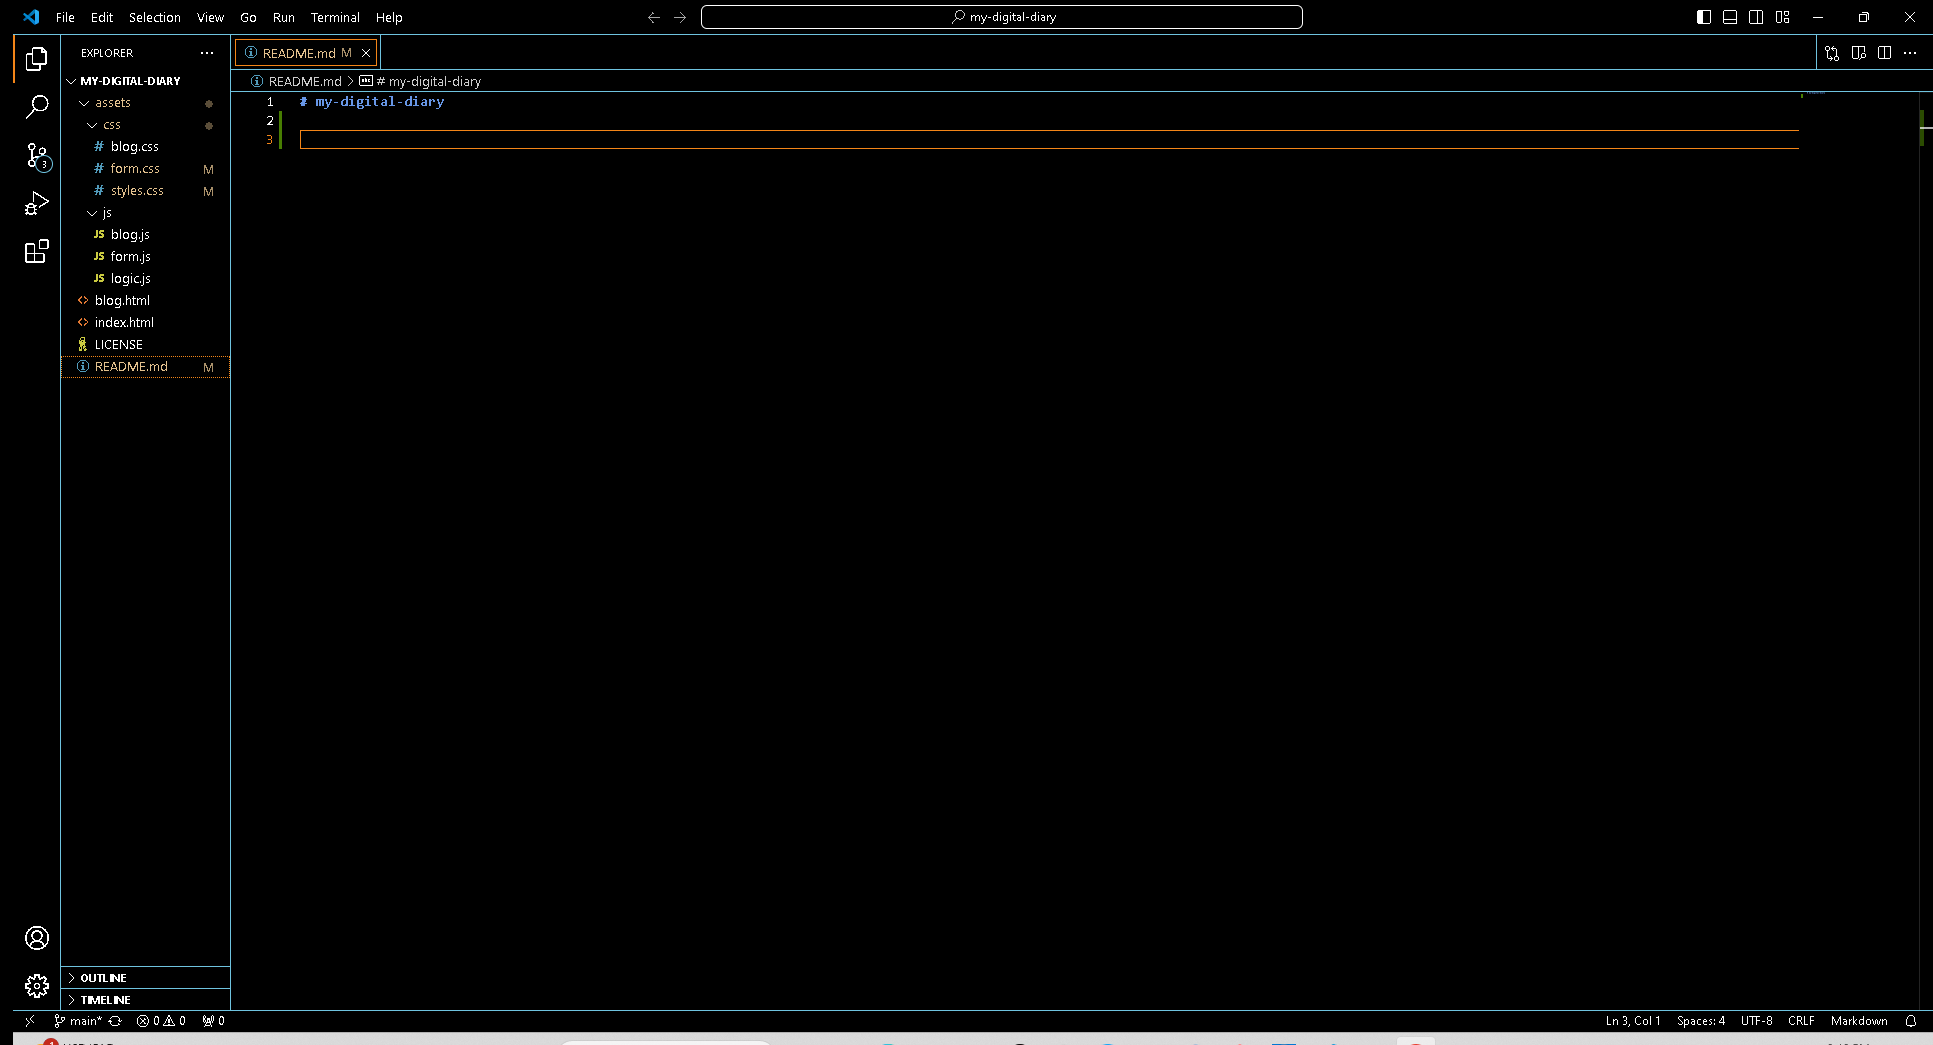 File Edit Selection View Go Run Terminal Help
my-digital-diary
EXPLORER
MY-DIGITAL-DIARY
assets
css
# blog.css
# form.css M
# styles.css M
js
JS blog.js
JS form.js
JS logic.js
<> blog.html
<> index.html
LICENSE
README.md M
3
README.md M
README.md > # my-digital-diary
1 # my-digital-diary
2
3
OUTLINE
TIMELINE
main* 0 0 0
Ln 3, Col 1 Spaces: 4 UTF-8 CRLF Markdown